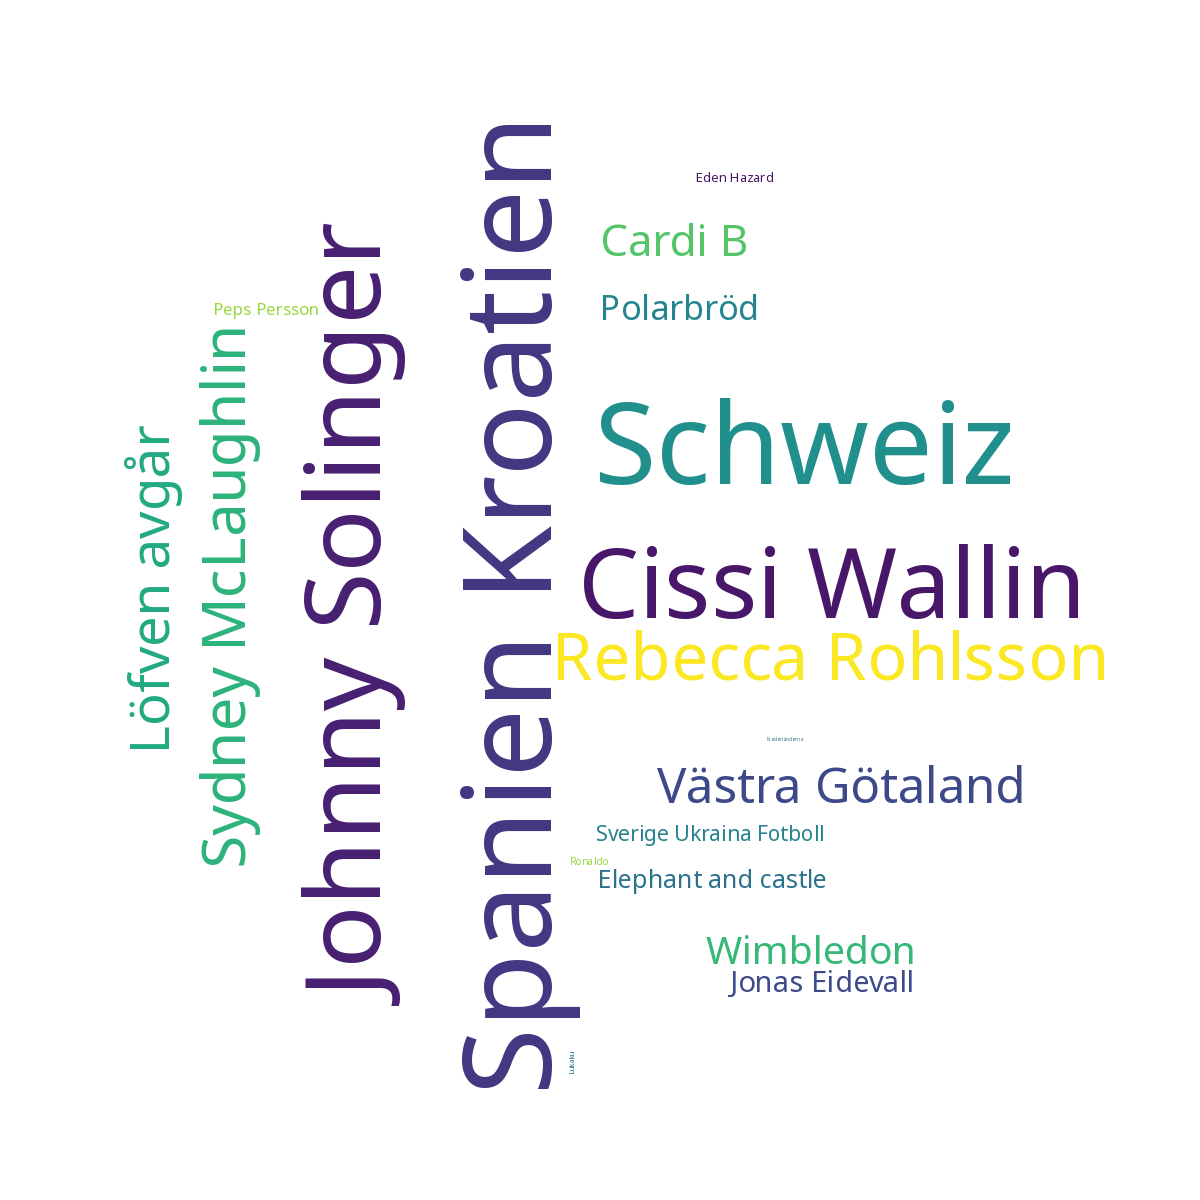 Eden Hazard
Cardi B
Polarbröd
Peps Persson
Löfven avgår
Sydney McLaughlin
Johnny Solinger
Spanien Kroatien
Schweiz
Cissi Wallin
Rebecca Rohlsson
Nederländerna
Västra Götaland
Sverige Ukraina Fotboll
Ronaldo
Elephant and castle
Wimbledon
Jonas Eidevall
Lukaku